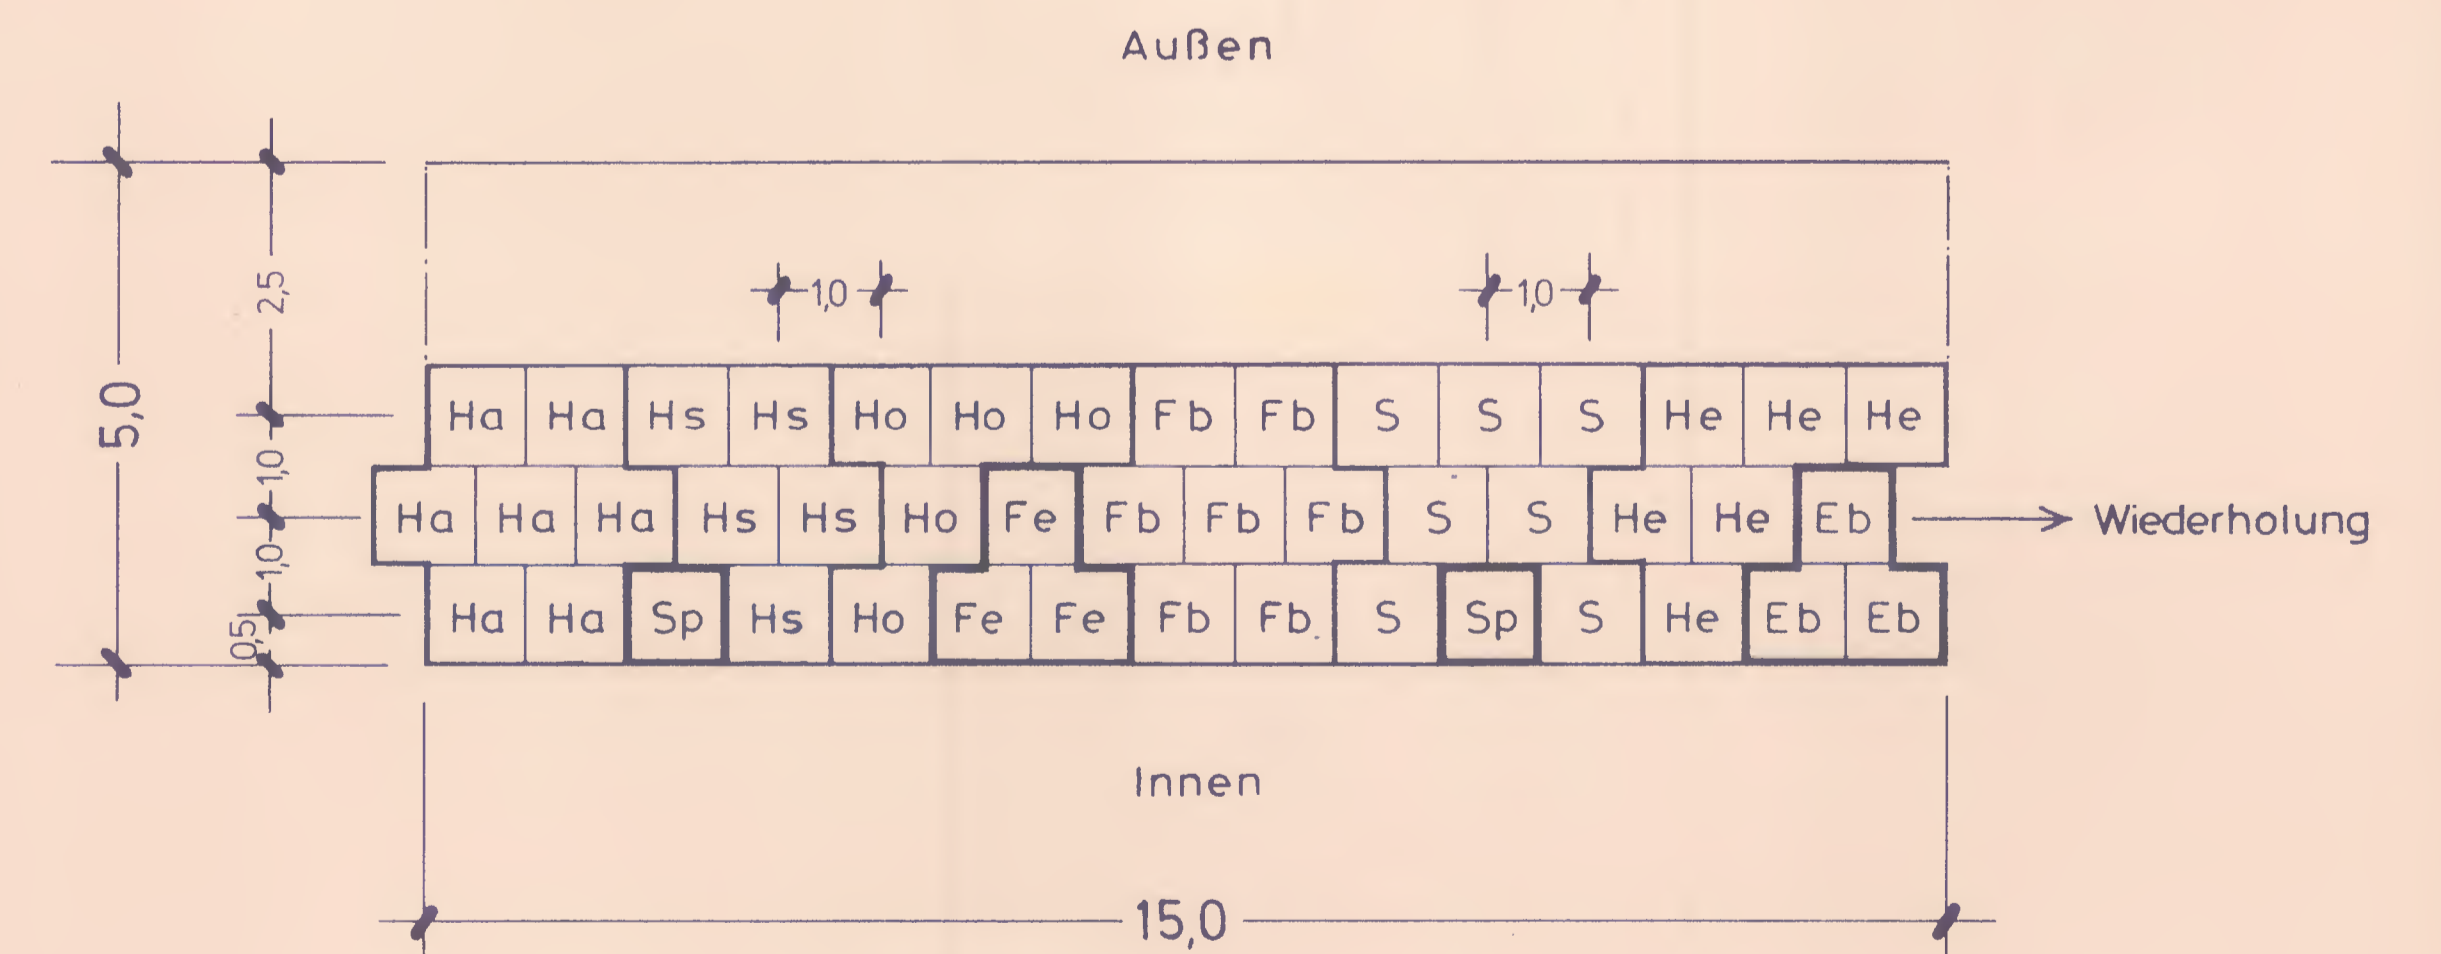 Außen
2,5
1,0 1,0
5,0
Ha Ha Hs Hs Ho Ho Ho Fb Fb S S S He He He
1,0
Ha Ha Ha Hs Hs Ho Fe Fb Fb Fb S S He He Eb Wiederholung
1,0
Ha Ha Sp Hs Ho Fe Fe Fb Fb. S Sp S He Eb Eb
0,5
Innen
15,0